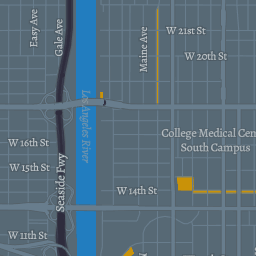 Easy Ave
Gale Ave
Maine Ave
W 21st St
W 20th St
Los Angeles River
College Medical Cen
South Campus
W 16th St
W 15th St
Seaside Fwy
W 14th St
W 11th St